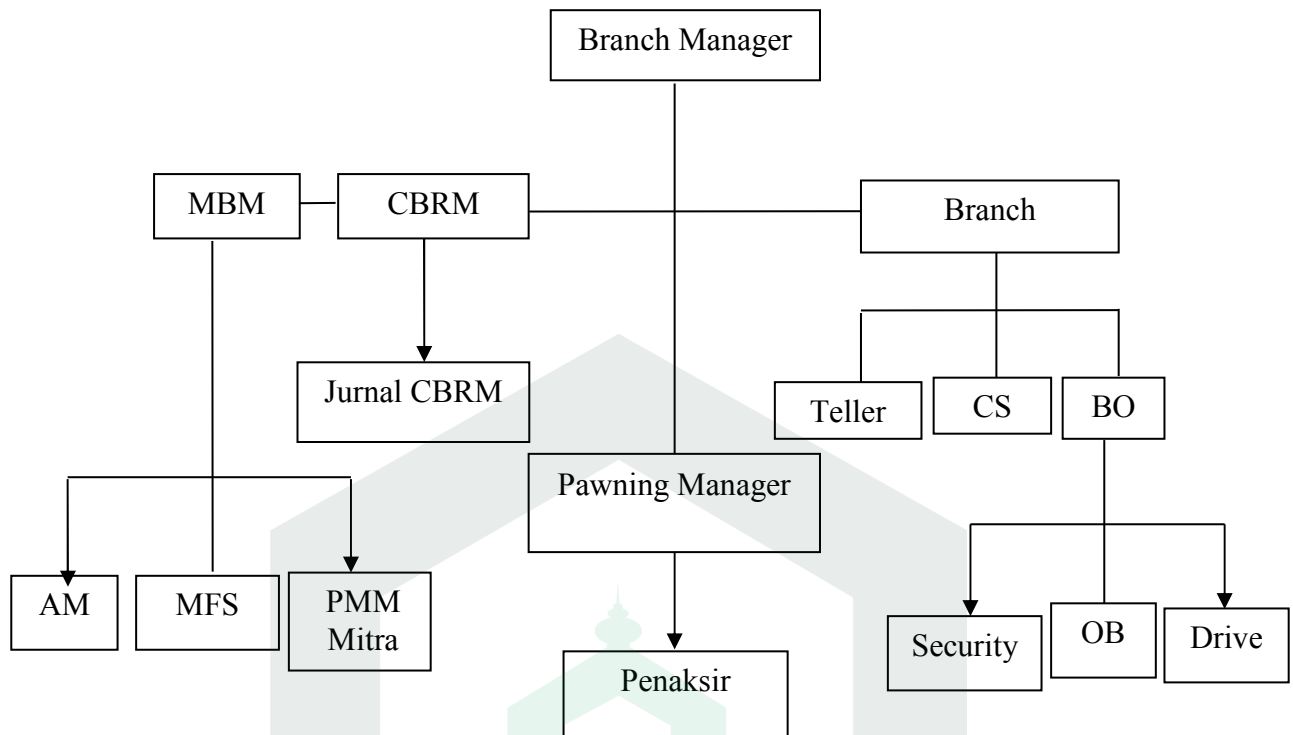 Branch Manager
MBM
CBRM
Branch
Jurnal CBRM
Teller
CS
BO
Pawning Manager
AM
MFS
PMM
Mitra
Security
OB
Drive
Penaksir